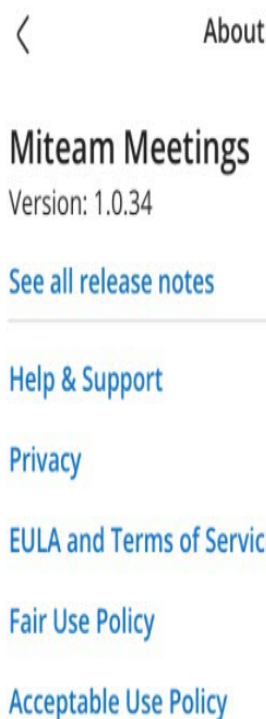 About
Miteam Meetings
Version: 1.0.34
See all release notes
Help & Support
Privacy
EULA and Terms of Servic
Fair Use Policy
Acceptable Use Policy